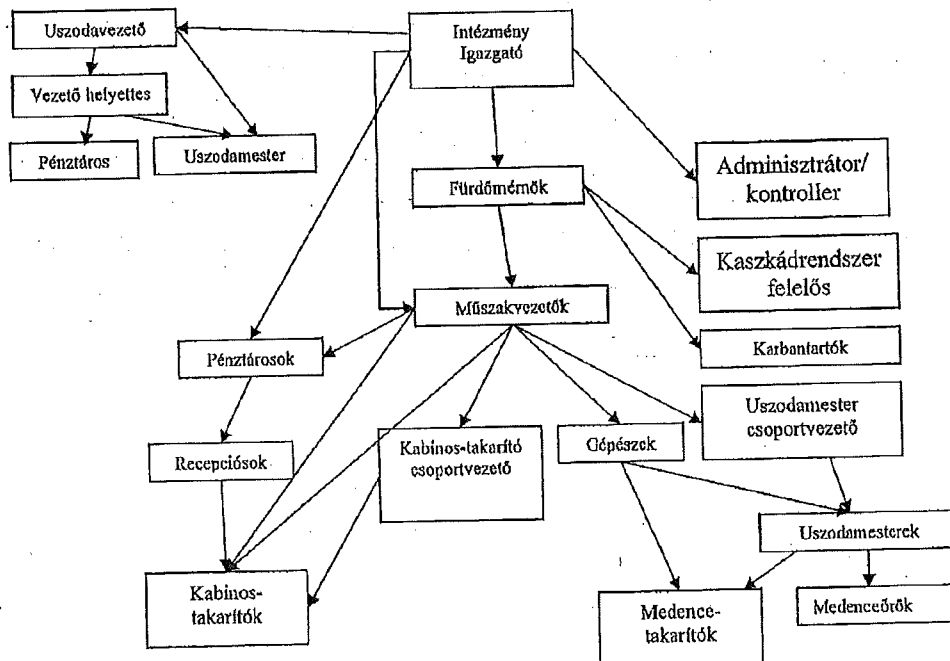 Uszodavezető
Intézmény
Igazgató
Vezető helyettes
Pénztáros
Uszodamester
Adminisztrátor/
kontroller
Fürdőmérnök
Kaszkádrendszer
felelős
Műszakvezetők
Karbantartók
Pénztárosok
Uszodamester
csoportvezető
Recepciósok
Kabinos-takarító
csoportvezető
Gépészek
Uszodamesterek
Kabinos-
takarítók
Medence-
takarítók
Medenceőrök